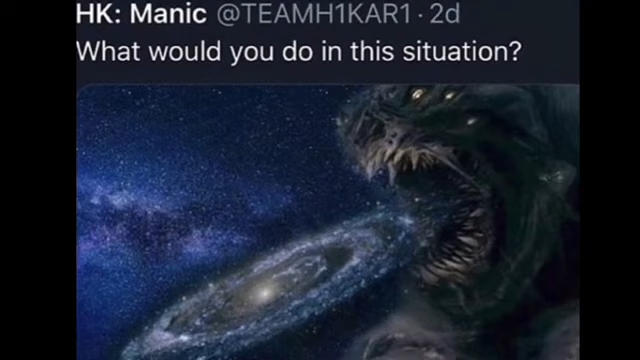 HK: Manic @TEAMH1KAR1 · 2d
What would you do in this situation?